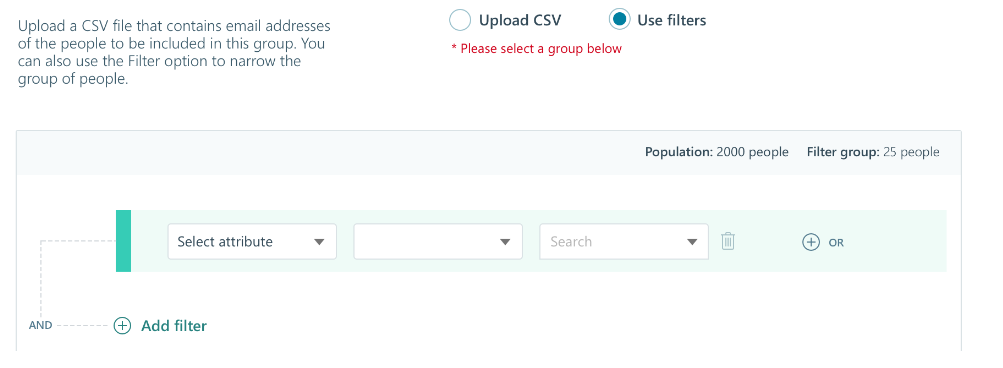 Upload a CSV file that contains email addresses
of the people to be included in this group. You
can also use the Filter option to narrow the
group of people.
Upload CSV Use filters
* Please select a group below
Population: 2000 people Filter group: 25 people
Select attribute Search OR
AND Add filter